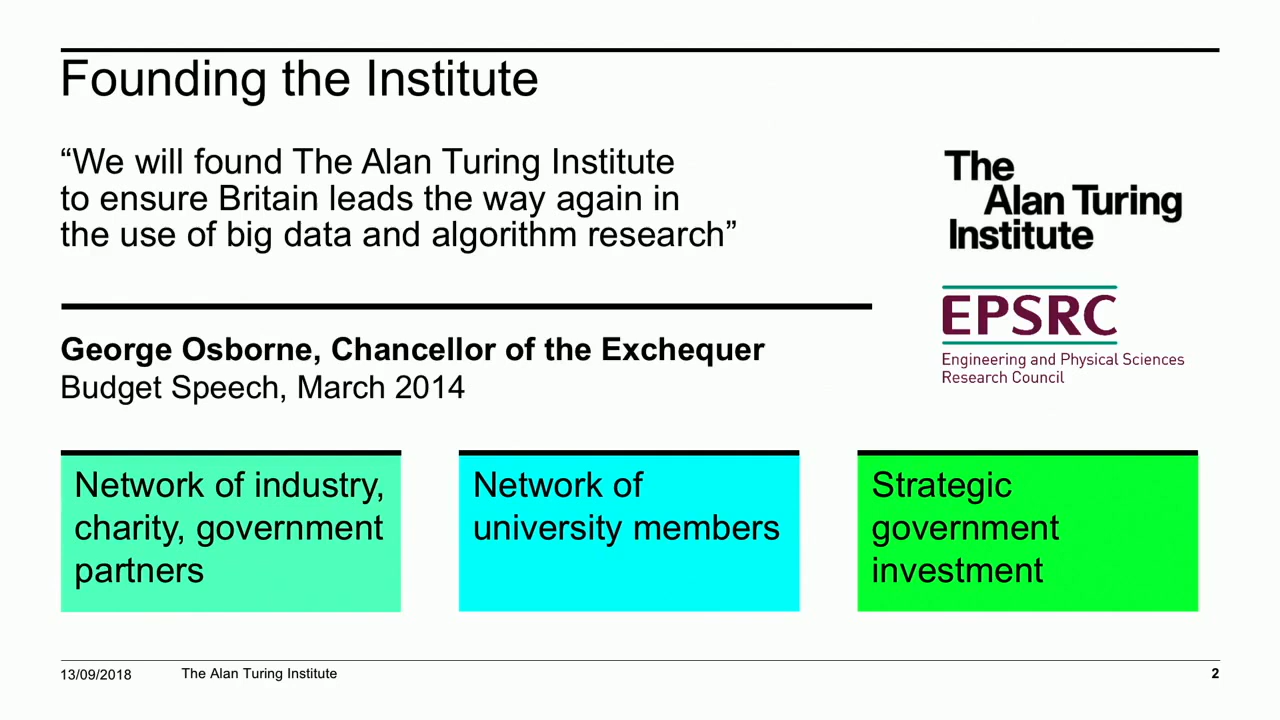 Founding the Institute
“We will found The Alan Turing Institute
to ensure Britain leads the way again in
the use of big data and algorithm research”
George Osborne, Chancellor of the Exchequer
Budget Speech, March 2014
The
Alan Turing
Institute
EPSRC
Engineering and Physical Sciences
Research Council
Network of industry,
charity, government
partners
Network of
university members
Strategic
government
investment
13/09/2018 The Alan Turing Institute 2